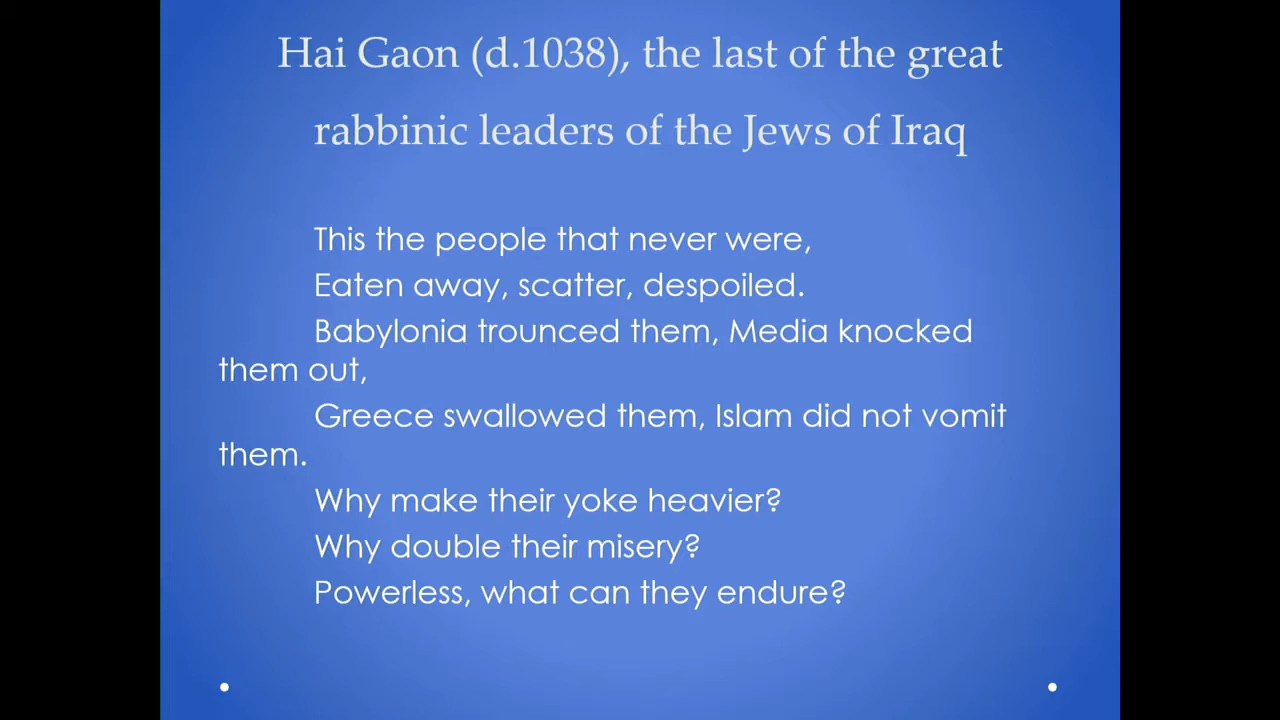 Hai Gaon (d.1038), the last of the great
rabbinic leaders of the Jews of Iraq
This the people that never were,
Eaten away, scatter, despoiled.
Babylonia trounced them, Media knocked
them out,
Greece swallowed them, Islam did not vomit
them.
Why make their yoke heavier?
Why double their misery?
Powerless, what can they endure?